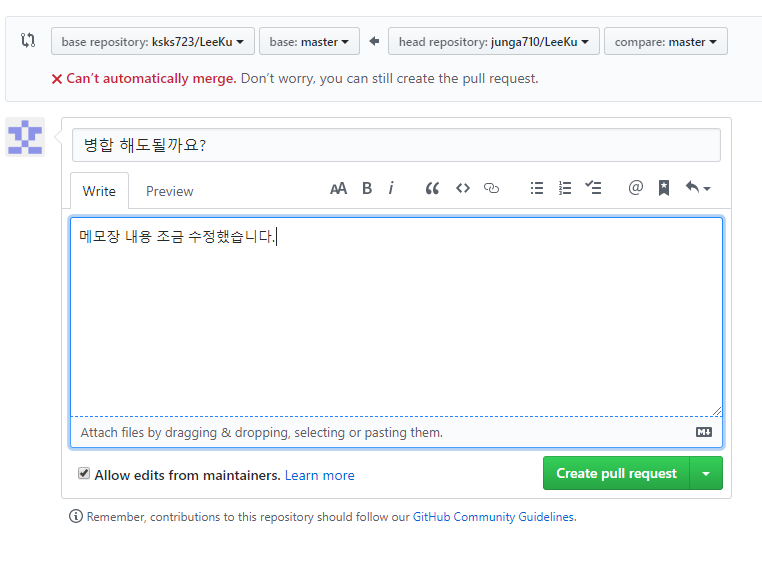 base repository: ksks723/LeeKu base: master head repository: junga710/LeeKu compare: master
Can’t automatically merge. Don’t worry, you can still create the pull request.
병합 해도될까요?
Write Preview AA B i @
메모장 내용 조금 수정했습니다.
Attach files by dragging & dropping, selecting or pasting them.
Allow edits from maintainers. Learn more Create pull request
Remember, contributions to this repository should follow our GitHub Community Guidelines.